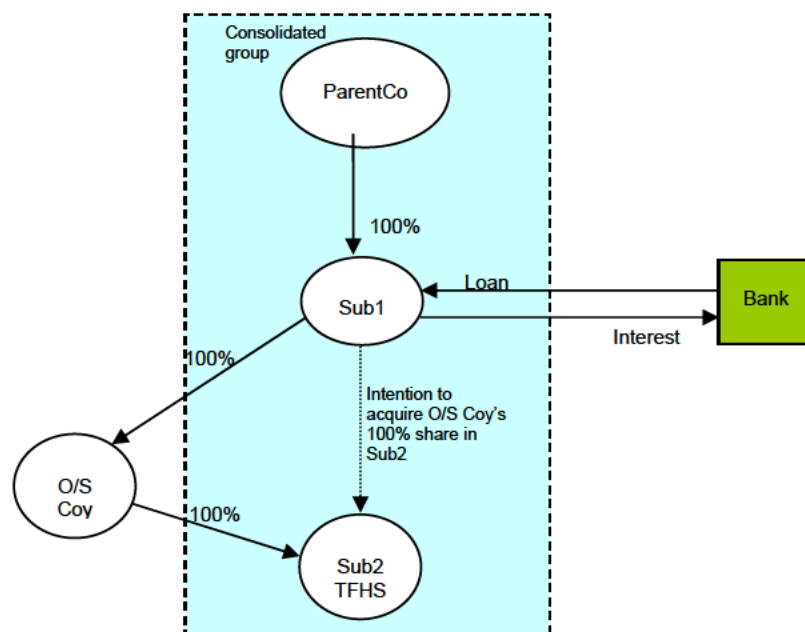 Consolidated
group
ParentCo
100%
Loan
Bank
Sub1
Interest
100%
Intention to
acquire O/S Coy's
100% share in
Sub2
O/S
Coy
100%
Sub2
TFHS